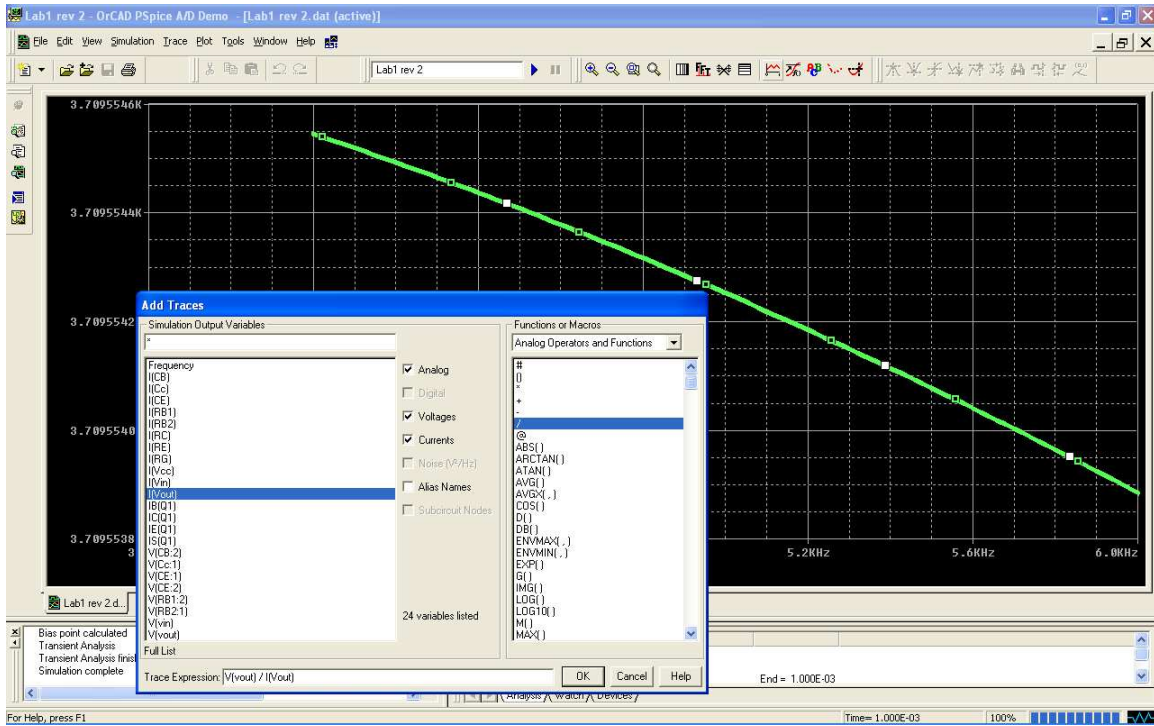 Lab1 rev 2 - OrCAD PSpice A/D Demo - [Lab1 rev 2.dat (active)]
File Edit View Simulation Trace Plot Tools Window Help
Lab1 rev 2
3.7095546K
3.7095544K
3.7095542
3.7095540
3.7095538
3
5.2KHz 5.6KHz 6.0KHz
Add Traces
Simulation Output Variables
*
Frequency
I(CB)
I(Cc)
I(CE)
I(RB1)
I(RB2)
I(RC)
I(RE)
I(RG)
I(Vcc)
I(Vin)
I(Vout)
IB(Q1)
IC(Q1)
IE(Q1)
IS(Q1)
V(CB:2)
V(Cc:1)
V(CE:1)
V(CE:2)
V(RB1:2)
V(RB2:1)
V(vin)
V(vout)
Full List
Analog
Digital
Voltages
Currents
Noise (V²/Hz)
Alias Names
Subcircuit Nodes
24 variables listed
Functions or Macros
Analog Operators and Functions
#
()
*
+
-
/
@
ABS()
ARCTAN()
ATAN()
AVG()
AVGX(,)
COS()
D()
DB()
ENVMAX(,)
ENVMIN(,)
EXP()
G()
IMG()
LOG()
LOG10()
M()
MAX()
Trace Expression: V(vout) / I(Vout)
OK Cancel Help
Lab1 rev 2.d...
Bias point calculated
Transient Analysis
Transient Analysis finis
Simulation complete
End = 1.000E-03
Analysis Watch Devices
For Help, press F1
Time= 1.000E-03 100%